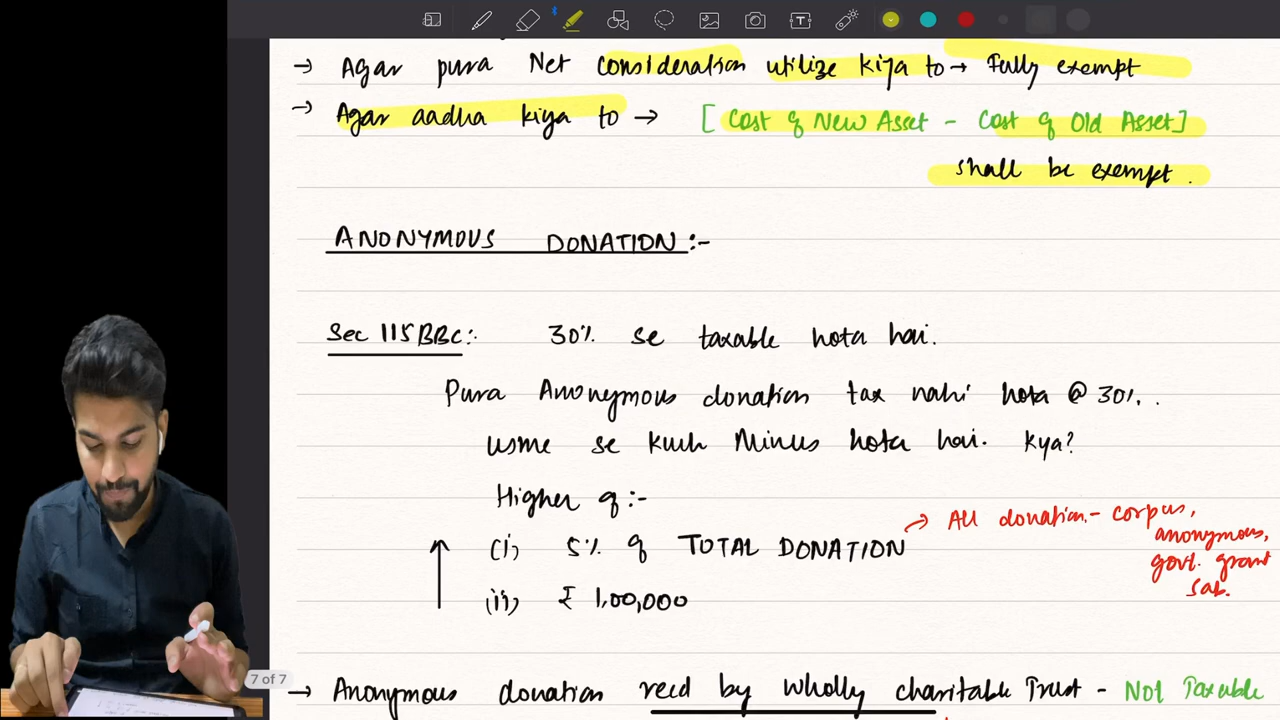 → Agar pura Net consideration utilize kiya to → Fully exempt
→ Agar aadha kiya to → [Cost of New Asset - Cost of Old Asset]
shall be exempt.
ANONYMOUS DONATION :-
Sec 115BBC:- 30% se taxable hota hai.
Pura Anonymous donation tax nahi hota @ 30%.
usme se kuch Minus hota hai. Kya?
Higher of :-
(i) 5% of TOTAL DONATION → All donation - corpus,
anonymous,
govt. grant
sab.
(ii) ₹ 1,00,000
7 of 7
→ Anonymous donation recd by wholly charitable Trust - Not Taxable